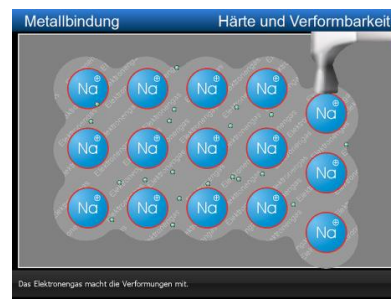 Metallbindung Härte und Verformbarkeit
Na⊕ Na⊕ Na⊕ Na⊕
Na⊕
Na⊕ Na⊕ Na⊕ Na⊕
Na⊕
Na⊕ Na⊕ Na⊕ Na⊕
Na⊕
Elektronengas
Das Elektronengas macht die Verformungen mit.